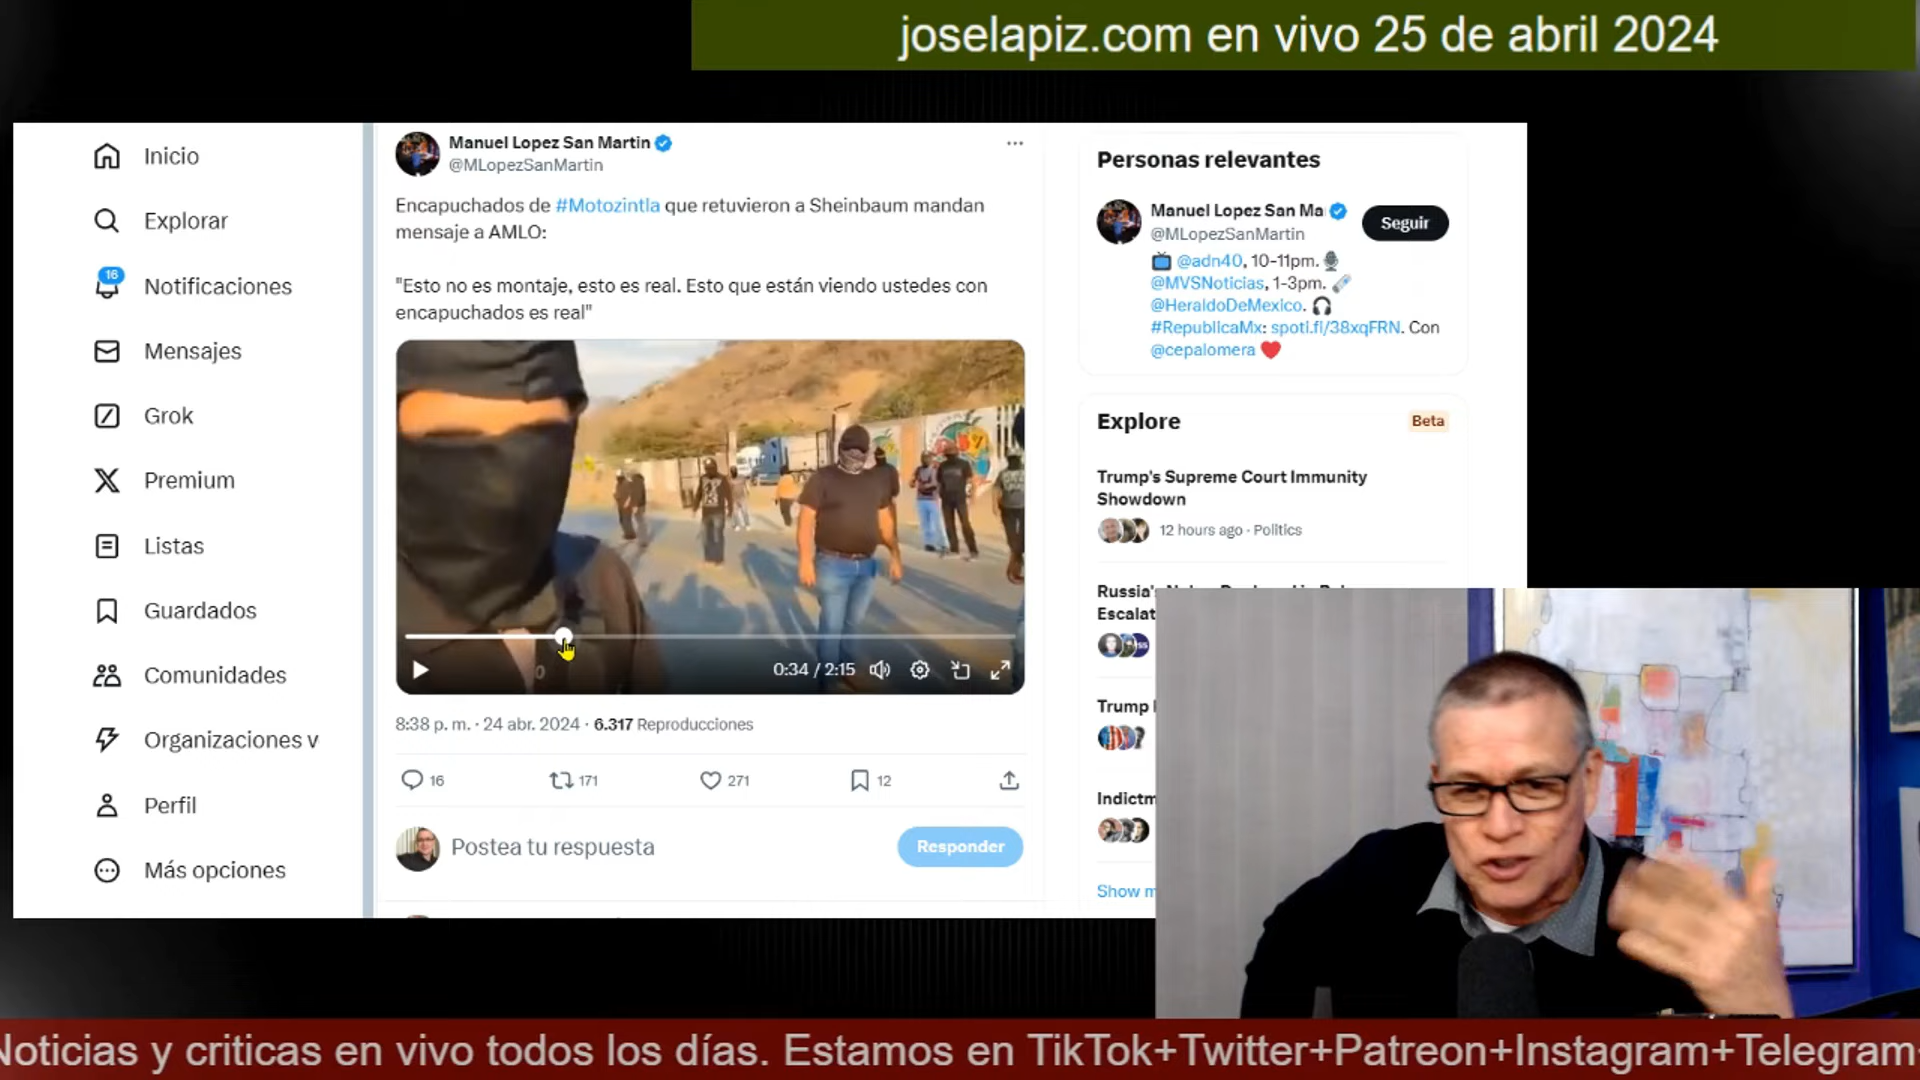 joselapiz.com en vivo 25 de abril 2024
Inicio
Explorar
16
Notificaciones
Mensajes
Grok
Premium
Listas
Guardados
Comunidades
Organizaciones v
Perfil
Más opciones
Manuel Lopez San Martin
@MLopezSanMartin
Encapuchados de #Motozintla que retuvieron a Sheinbaum mandan
mensaje a AMLO:
"Esto no es montaje, esto es real. Esto que están viendo ustedes con
encapuchados es real"
0:34 / 2:15
8:38 p. m. · 24 abr. 2024 · 6.317 Reproducciones
16 171 271 12
Postea tu respuesta
Responder
Personas relevantes
Manuel Lopez San Ma
@MLopezSanMartin
Seguir
@adn40, 10-11pm.
@MVSNoticias, 1-3pm.
@HeraldoDeMexico.
#RepublicaMx: spoti.fi/38xqFRN. Con
@cepalomera
Explore
Beta
Trump's Supreme Court Immunity
Showdown
12 hours ago · Politics
Russia's
Escalat
Trump
Indictm
Show m
Noticias y criticas en vivo todos los días. Estamos en TikTok+Twitter+Patreon+Instagram+Telegram+